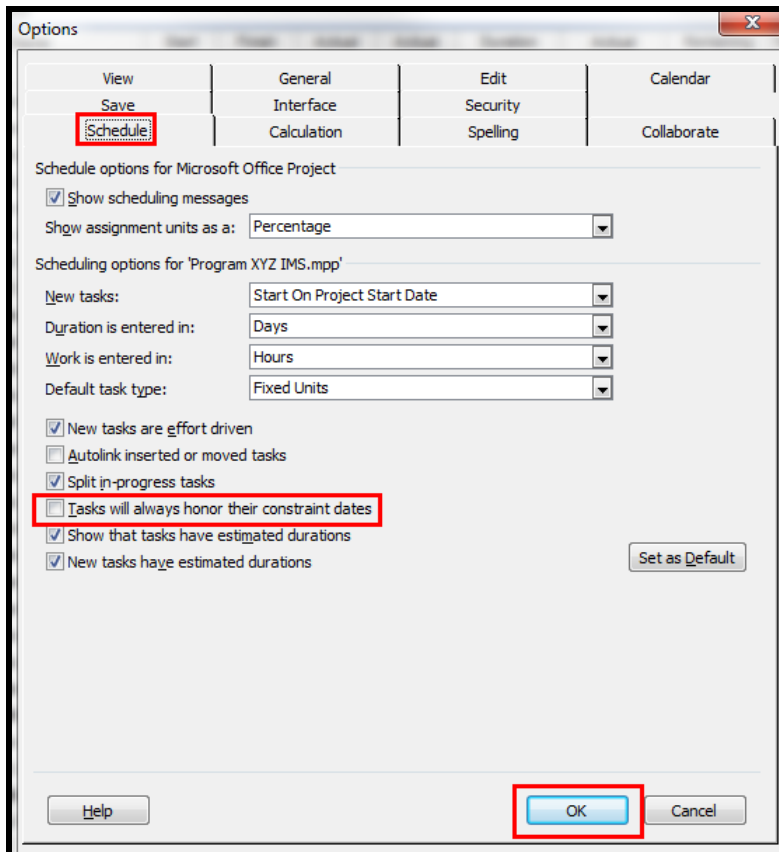 Options
View General Edit Calendar
Save Interface Security
Schedule Calculation Spelling Collaborate
Schedule options for Microsoft Office Project
Show scheduling messages
Show assignment units as a: Percentage
Scheduling options for 'Program XYZ IMS.mpp'
New tasks: Start On Project Start Date
Duration is entered in: Days
Work is entered in: Hours
Default task type: Fixed Units
New tasks are effort driven
Autolink inserted or moved tasks
Split in-progress tasks
Tasks will always honor their constraint dates
Show that tasks have estimated durations
New tasks have estimated durations Set as Default
Help OK Cancel